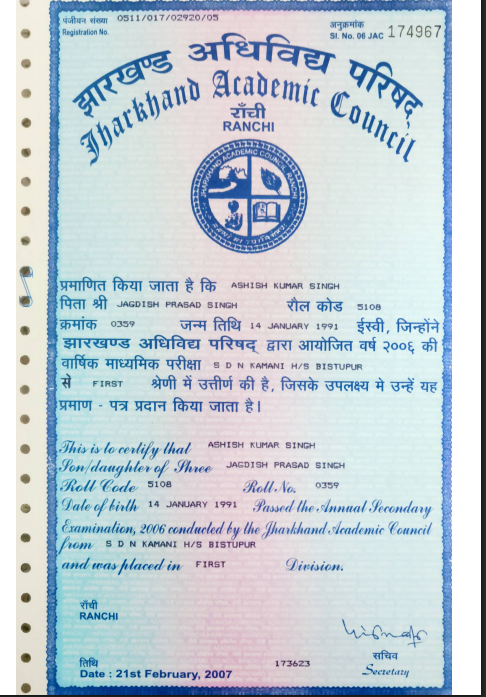 पंजीयन संख्या 0511/017/02920/05
Registration No.
अनुक्रमांक
Sl. No. 06 JAC 174967
झारखण्ड अधिविद्य परिषद्
Jharkhand Academic Council
राँची
RANCHI
JHARKHAND ACADEMIC COUNCIL RANCHI
प्रमाणित किया जाता है कि ASHISH KUMAR SINGH
पिता श्री JAGDISH PRASAD SINGH रौल कोड 5108
क्रमांक 0359 जन्म तिथि 14 JANUARY 1991 ईस्वी, जिन्होंने
झारखण्ड अधिविद्य परिषद् द्वारा आयोजित वर्ष २००६ की
वार्षिक माध्यमिक परीक्षा S D N KAMANI H/S BISTUPUR
से FIRST श्रेणी में उत्तीर्ण की है, जिसके उपलक्ष्य मे उन्हें यह
प्रमाण - पत्र प्रदान किया जाता है।
This is to certify that ASHISH KUMAR SINGH
Son/daughter of Shree JAGDISH PRASAD SINGH
Roll Code 5108 Roll No. 0359
Date of birth 14 JANUARY 1991 Passed the Annual Secondary
Examination, 2006 conducted by the Jharkhand Academic Council
from S D N KAMANI H/S BISTUPUR
and was placed in FIRST Division.
राँची
RANCHI
तिथि
Date : 21st February, 2007
173623
सचिव
Secretary